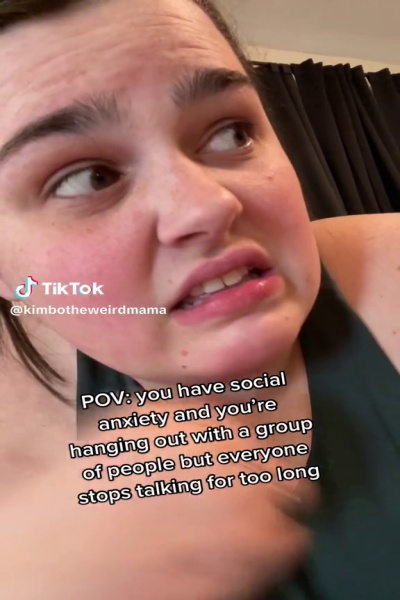 TikTok
@kimbotheweirdmama
POV: you have social
anxiety and you're
hanging out with a group
of people but everyone
stops talking for too long